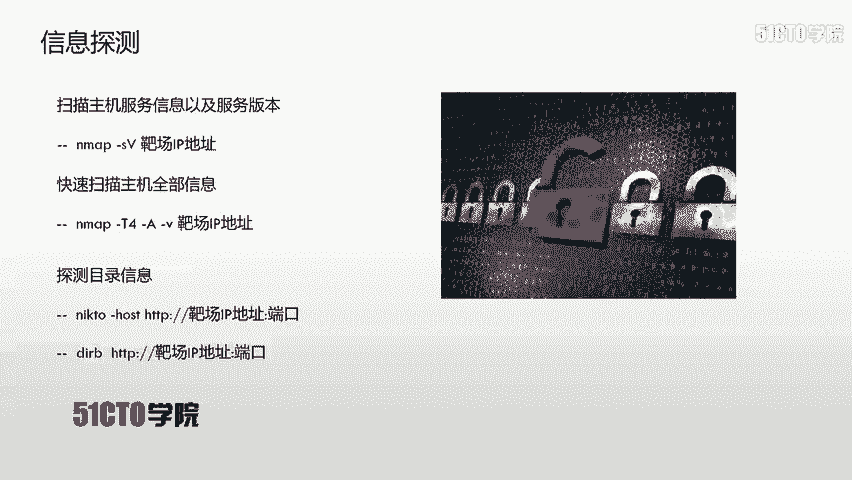 信息探测
51CTO学院
扫描主机服务信息以及服务版本
-- nmap -sV 靶场IP地址
快速扫描主机全部信息
-- nmap -T4 -A -v 靶场IP地址
探测目录信息
-- nikto -host http://靶场IP地址:端口
-- dirb http://靶场IP地址:端口
51CTO学院